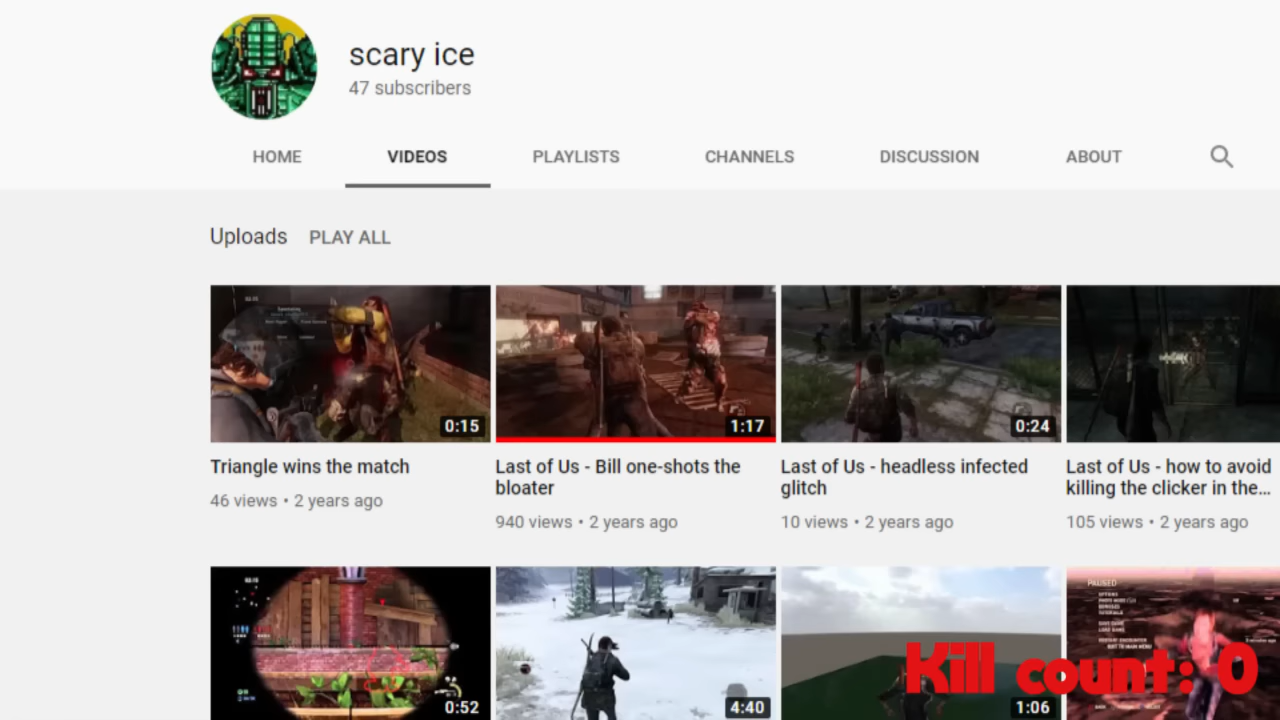 scary ice
47 subscribers
HOME VIDEOS PLAYLISTS CHANNELS DISCUSSION ABOUT
Uploads PLAY ALL
0:15 1:17 0:24
Triangle wins the match
46 views • 2 years ago
Last of Us - Bill one-shots the
bloater
940 views • 2 years ago
Last of Us - headless infected
glitch
10 views • 2 years ago
Last of Us - how to avoid
killing the clicker in the...
105 views • 2 years ago
PAUSED
Kill count: 0
0:52 4:40 1:06